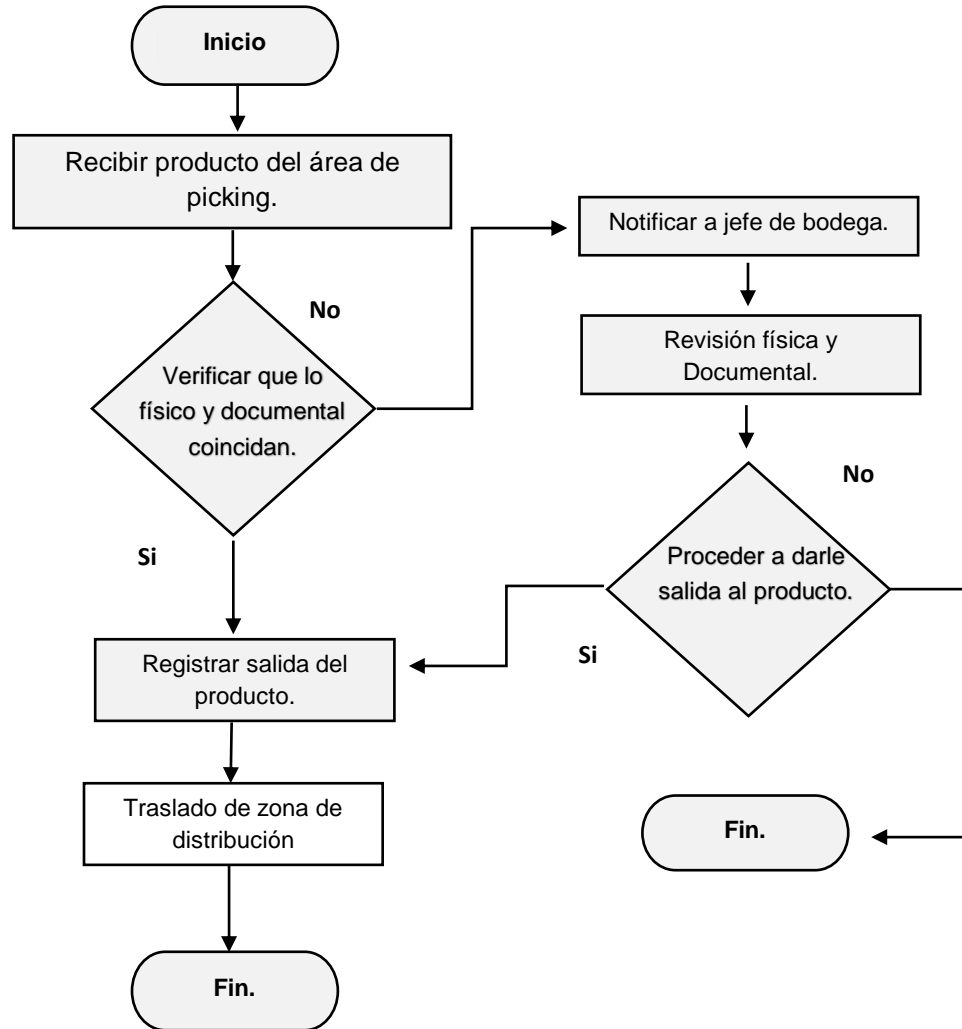 Inicio
Recibir producto del área de
picking.
Notificar a jefe de bodega.
No
Revisión física y
Documental.
Verificar que lo
físico y documental
coincidan.
No
Si
Proceder a darle
salida al producto.
Si
Registrar salida del
producto.
Traslado de zona de
distribución
Fin.
Fin.